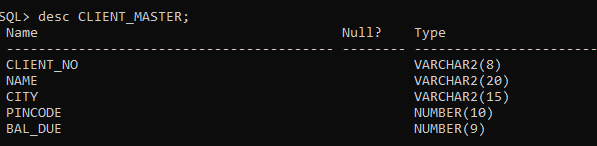 SQL> desc CLIENT_MASTER;
Name Null? Type
----------------------------------------- -------- ----------------------
CLIENT_NO VARCHAR2(8)
NAME VARCHAR2(20)
CITY VARCHAR2(15)
PINCODE NUMBER(10)
BAL_DUE NUMBER(9)